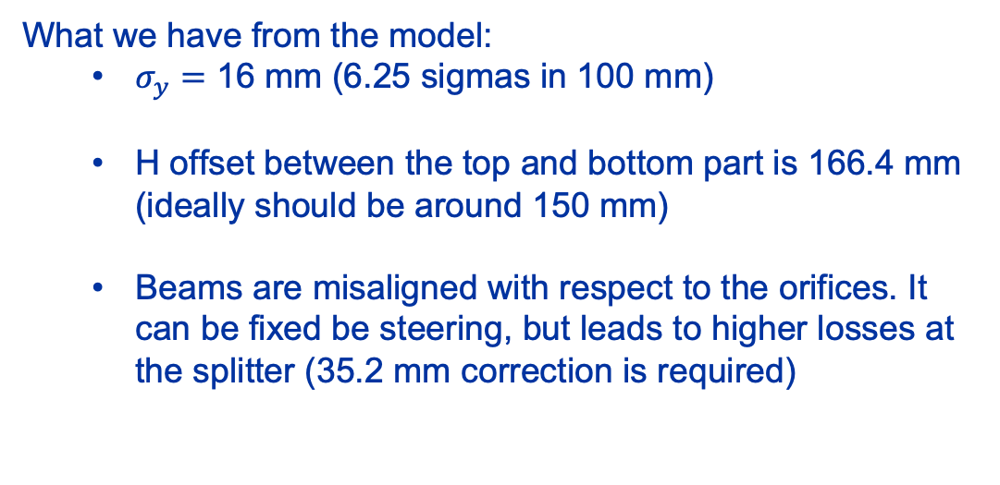 What we have from the model:
• σy = 16 mm (6.25 sigmas in 100 mm)
• H offset between the top and bottom part is 166.4 mm
(ideally should be around 150 mm)
• Beams are misaligned with respect to the orifices. It
can be fixed be steering, but leads to higher losses at
the splitter (35.2 mm correction is required)